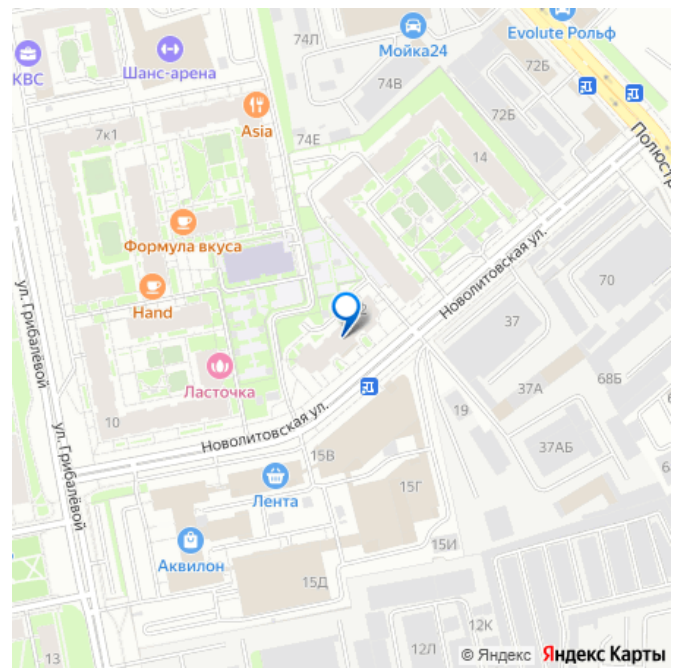 74Л
Мойка24
Evolute Рольф
КВС
Шанс-арена
74В
72Б
7к1
Asia
74Е
72Б
14
Полюстр
Формула вкуса
Новолитовская ул.
70
ул. Грибалёвой
Hand
2
37
Ласточка
37А
68Б
10
19
ул. Грибалёвой
Новолитовская ул.
37АБ
15В
6
15Г
Лента
15И
Аквилон
15Д
12К
12Л
13
© Яндекс Яндекс Карты